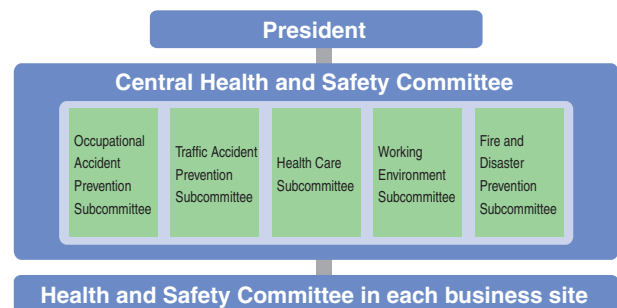 President
Central Health and Safety Committee
Occupational
Accident
Prevention
Subcommittee
Traffic Accident
Prevention
Subcommittee
Health Care
Subcommittee
Working
Environment
Subcommittee
Fire and
Disaster
Prevention
Subcommittee
Health and Safety Committee in each business site